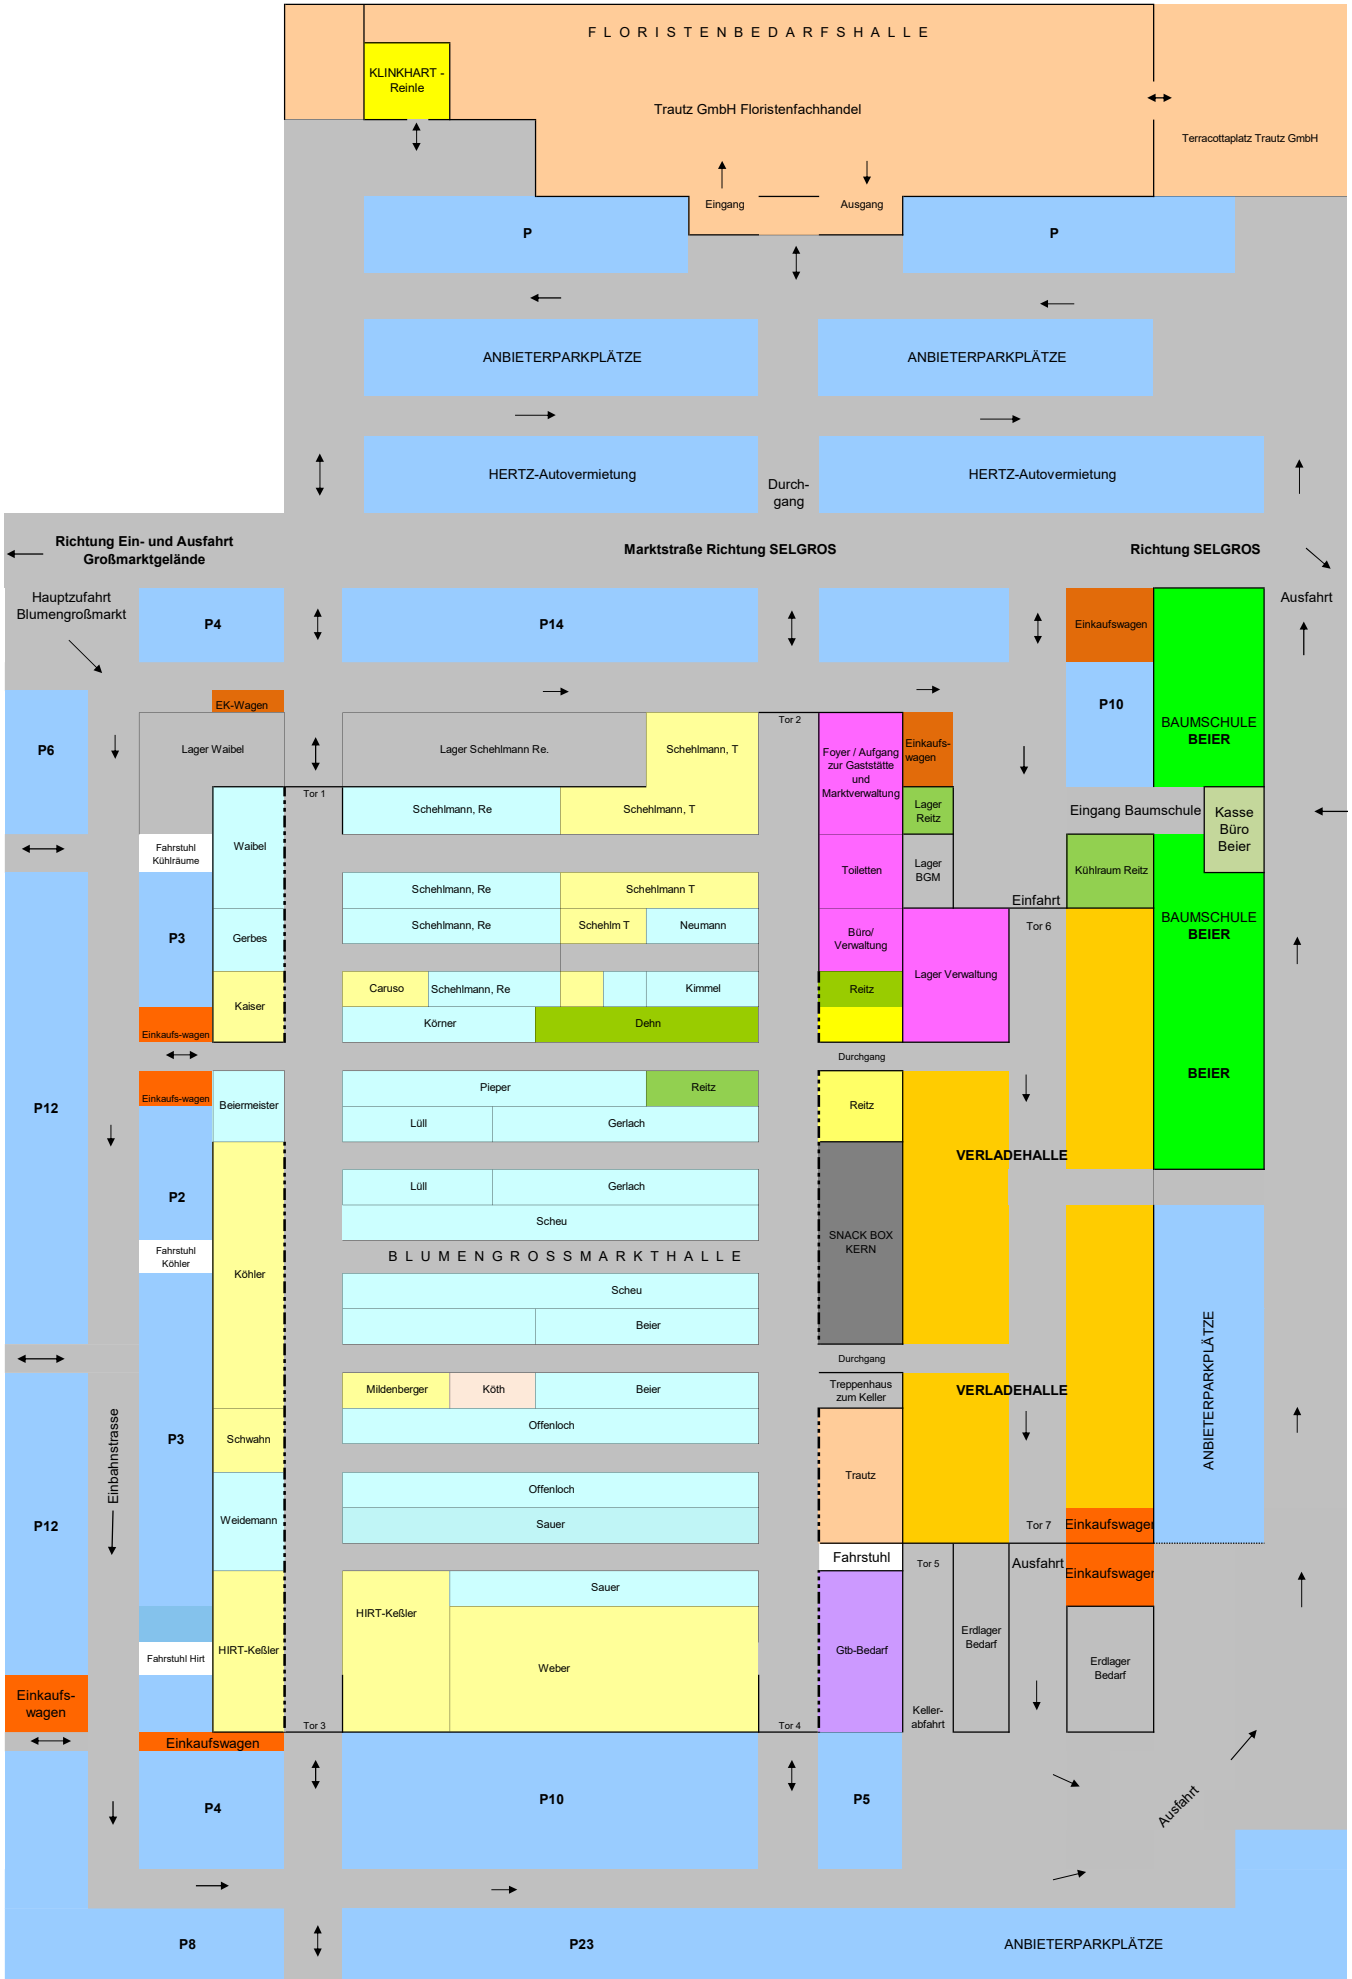 FLORISTENBEDARFSHALLE
KLINKHART -
Reinle
Trautz GmbH Floristenfachhandel
Terracottaplatz Trautz GmbH
Eingang
Ausgang
P
P
ANBIETERPARKPLÄTZE
ANBIETERPARKPLÄTZE
HERTZ-Autovermietung
HERTZ-Autovermietung
Durch-
gang
Richtung Ein- und Ausfahrt
Großmarktgelände
Marktstraße Richtung SELGROS
Richtung SELGROS
Hauptzufahrt
Blumengroßmarkt
P4
P14
Einkaufswagen
Ausfahrt
P6
EK-Wagen
P10
BAUMSCHULE
BEIER
Lager Waibel
Lager Schehlmann Re.
Schehlmann, T
Tor 2
Foyer / Aufgang
zur Gaststätte
und
Marktverwaltung
Einkaufs-
wagen
Tor 1
Schehlmann, Re
Schehlmann, T
Lager
Reitz
Eingang Baumschule
Kasse
Büro
Beier
Fahrstuhl
Kühlräume
Waibel
Schehlmann, Re
Schehlmann T
Toiletten
Lager
BGM
Kühlraum Reitz
Einfahrt
P3
Gerbes
Schehlmann, Re
Schehlm T
Neumann
Büro/
Verwaltung
Tor 6
BAUMSCHULE
BEIER
Lager Verwaltung
Kaiser
Caruso
Schehlmann, Re
Kimmel
Reitz
Einkaufs-wagen
Körner
Dehn
Durchgang
P12
Einkaufs-wagen
Beiermeister
Pieper
Reitz
Reitz
BEIER
Lüll
Gerlach
VERLADEHALLE
P2
Lüll
Gerlach
Scheu
SNACK BOX
KERN
Fahrstuhl
Köhler
Köhler
BLUMENGROSSMARKTHALLE
Scheu
Beier
ANBIETERPARKPLÄTZE
Durchgang
Mildenberger
Köth
Beier
Treppenhaus
zum Keller
VERLADEHALLE
Einbahnstrasse
P3
Schwahn
Offenloch
Trautz
Offenloch
P12
Weidemann
Sauer
Tor 7
Einkaufswagen
Fahrstuhl
Tor 5
Ausfahrt
Einkaufswagen
HIRT-Keßler
Sauer
Fahrstuhl Hirt
HIRT-Keßler
Weber
Gtb-Bedarf
Erdlager
Bedarf
Erdlager
Bedarf
Einkaufs-
wagen
Tor 3
Tor 4
Keller-
abfahrt
Einkaufswagen
P4
P10
P5
Ausfahrt
P8
P23
ANBIETERPARKPLÄTZE